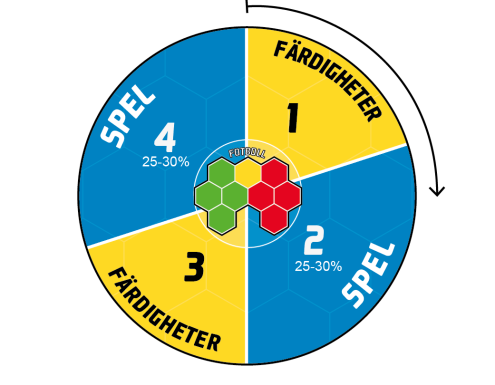 FÄRDIGHETER
1
SPEL
4
25-30%
FOTBOLL
2
25-30%
SPEL
3
FÄRDIGHETER